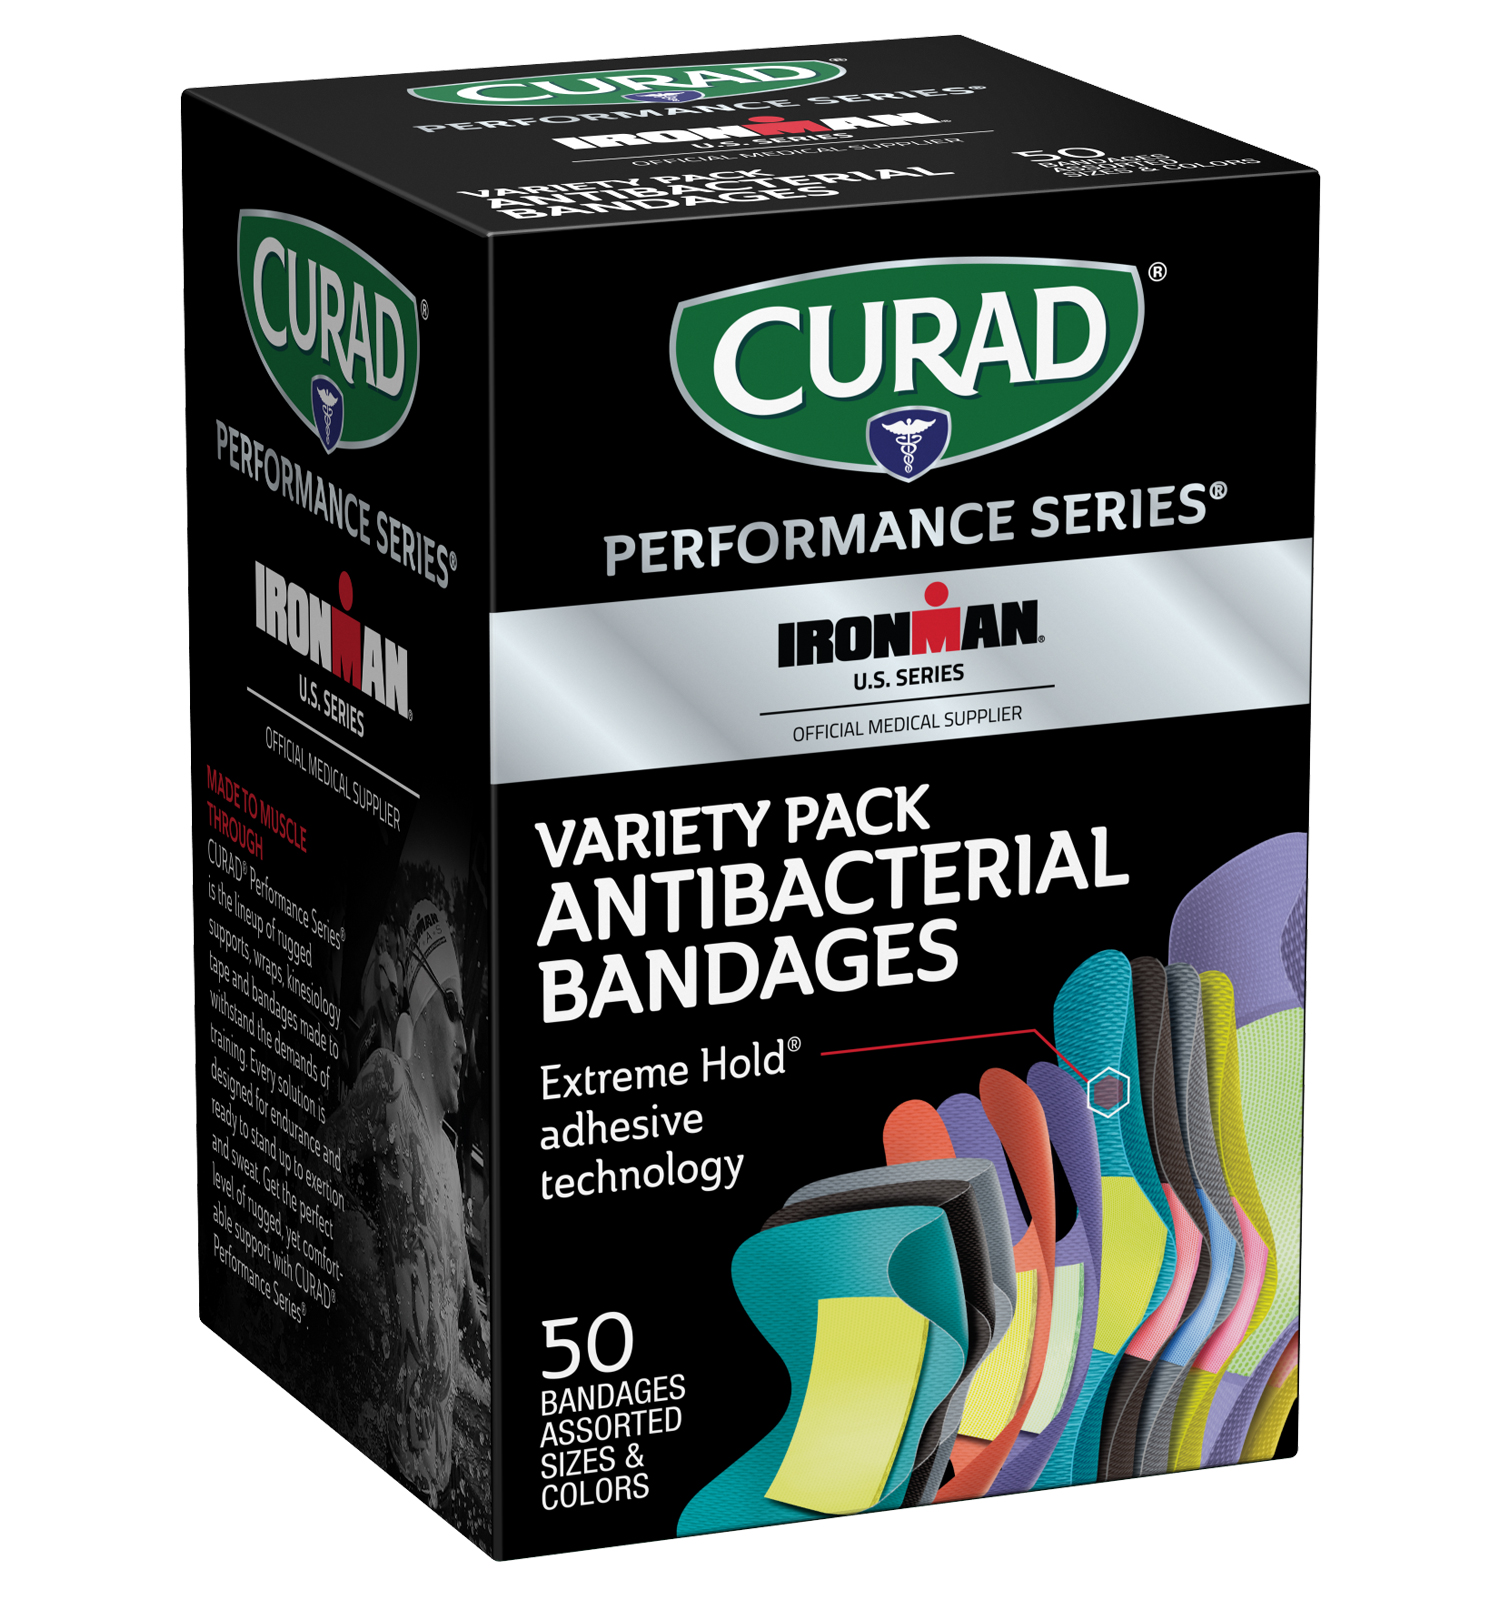 CURAD®
PERFORMANCE SERIES®
IRONMAN
U.S. SERIES
OFFICIAL MEDICAL SUPPLIER
VARIETY PACK
ANTIBACTERIAL
BANDAGES
50
BANDAGES
ASSORTED
SIZES & COLORS
CURAD®
PERFORMANCE SERIES®
IRONMAN®
U.S. SERIES
OFFICIAL MEDICAL SUPPLIER
MADE TO MUSCLE
THROUGH
CURAD® Performance Series®
is the lineup of rugged
supports, wraps, kinesiology
tape and bandages made to
withstand the demands of
training. Every solution is
designed for endurance and
ready to stand up to exertion
and sweat. Get the perfect
level of rugged, yet comfort-
able support with CURAD®
Performance Series®.
CURAD®
PERFORMANCE SERIES®
IRONMAN®
U.S. SERIES
OFFICIAL MEDICAL SUPPLIER
VARIETY PACK
ANTIBACTERIAL
BANDAGES
Extreme Hold®
adhesive
technology
50
BANDAGES
ASSORTED
SIZES &
COLORS